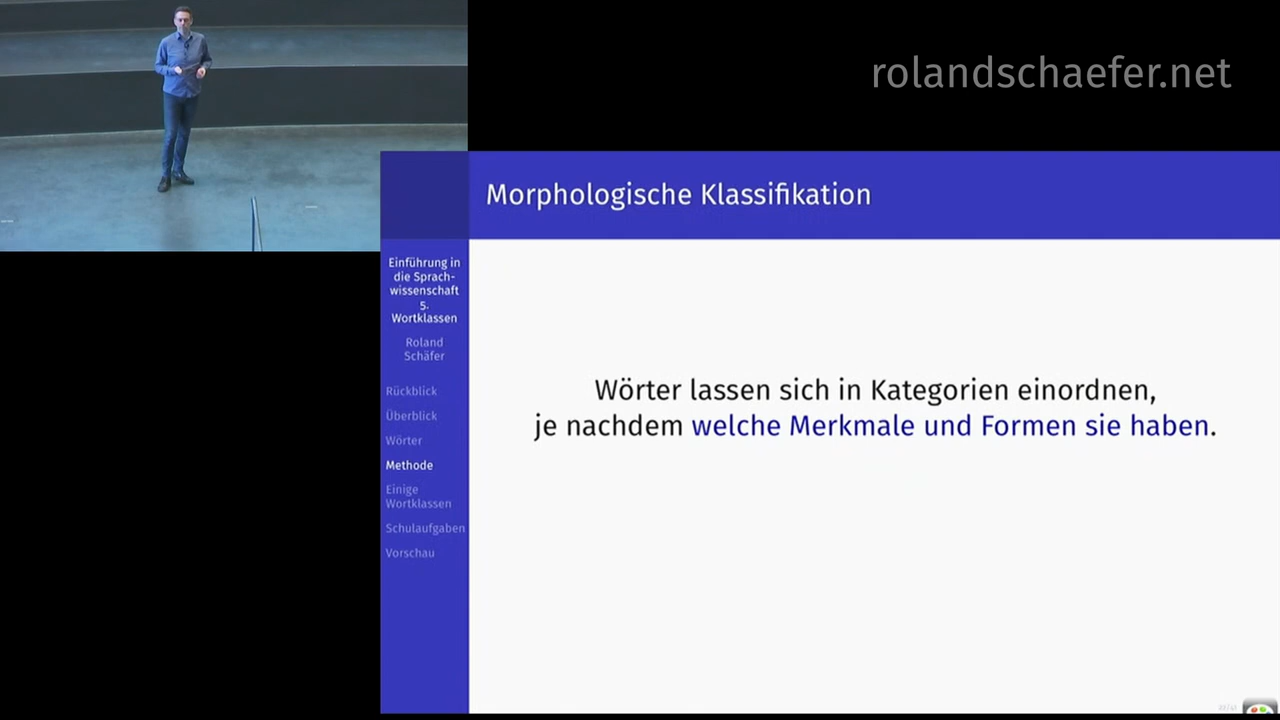 rolandschaefer.net
Morphologische Klassifikation
Einführung in
die Sprach-
wissenschaft
5.
Wortklassen
Roland
Schäfer
Rückblick
Überblick
Wörter
Methode
Einige
Wortklassen
Schulaufgaben
Vorschau
Wörter lassen sich in Kategorien einordnen,
je nachdem welche Merkmale und Formen sie haben.